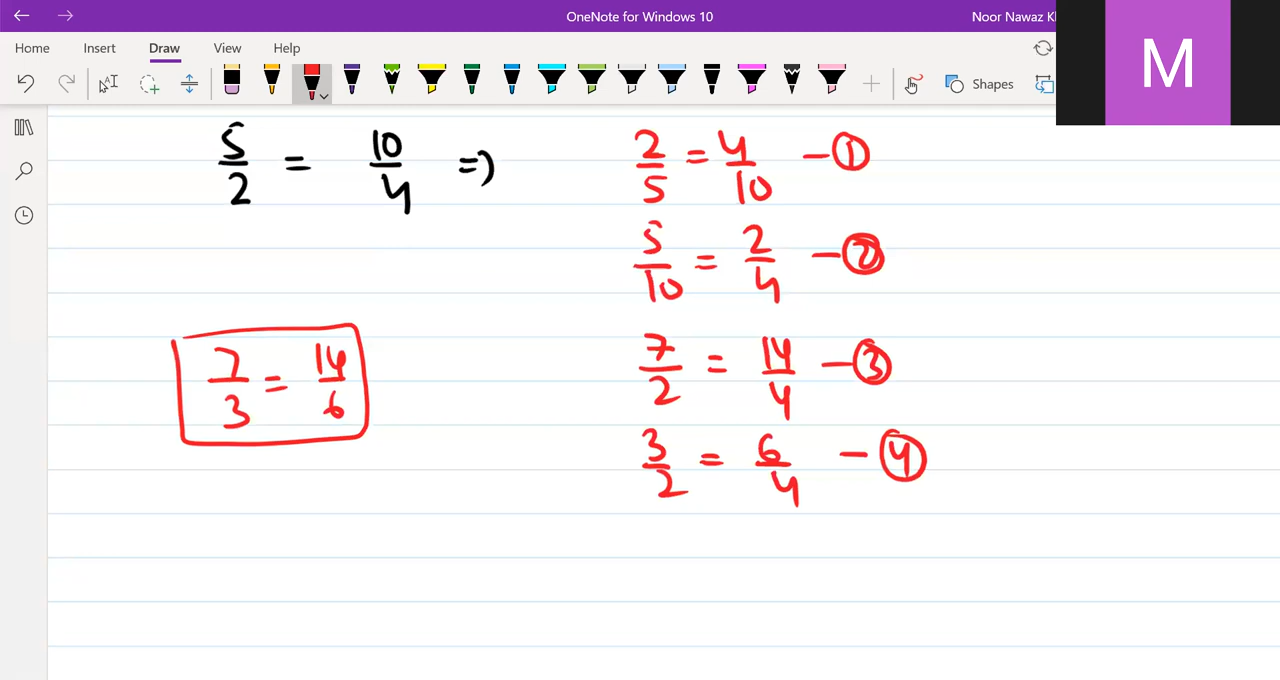 OneNote for Windows 10
Noor Nawaz Kh
M
Home Insert Draw View Help
Shapes
5/2 = 10/4 =>
2/5 = 4/10 - ①
5/10 = 2/4 - ②
7/3 = 14/6
7/2 = 14/4 - ③
3/2 = 6/4 - ④